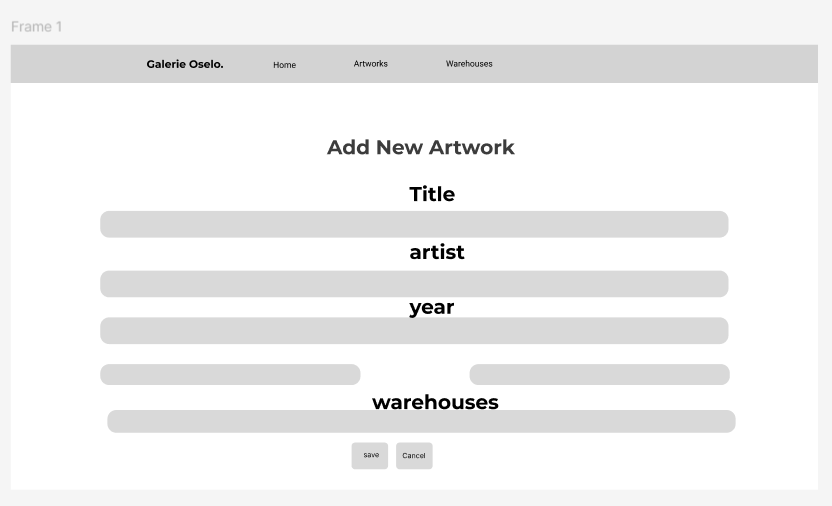 Frame 1
Galerie Oselo. Home Artworks Warehouses
Add New Artwork
Title
artist
year
warehouses
save Cancel